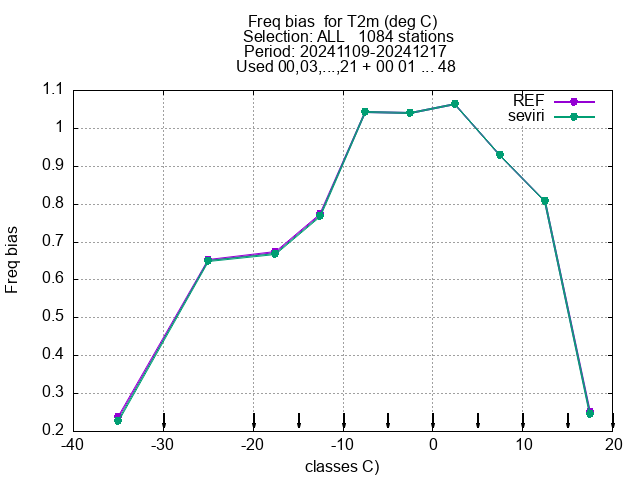 Freq bias  for T2m (deg C)
Selection: ALL   1084 stations
Period: 20241109-20241217
Used 00,03,...,21 + 00 01 ... 48
REF
seviri
Freq bias
1.1
1
0.9
0.8
0.7
0.6
0.5
0.4
0.3
0.2
-40 -30 -20 -10 0 10 20
classes C)